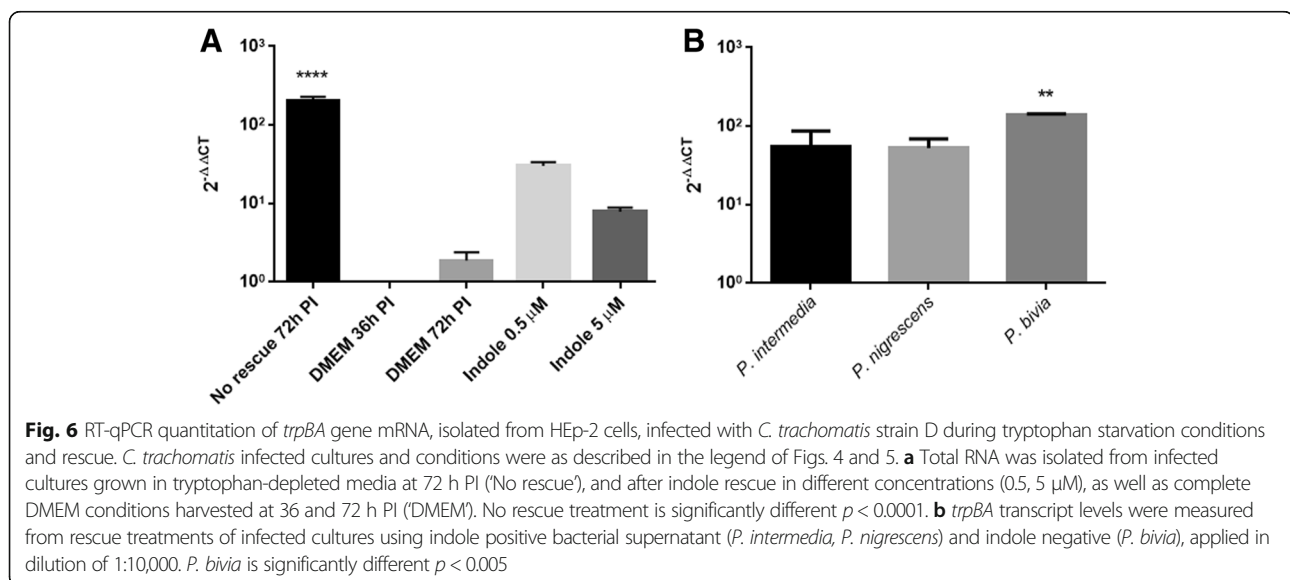 A
B
****
**
10³
10²
10¹
10⁰
2^-ΔΔCT
No rescue 72h PI
DMEM 36h PI
DMEM 72h PI
Indole 0.5 µM
Indole 5 µM
10³
10²
10¹
10⁰
2^-ΔΔCT
P. intermedia
P. nigrescens
P. bivia
Fig. 6 RT-qPCR quantitation of trpBA gene mRNA, isolated from HEp-2 cells, infected with C. trachomatis strain D during tryptophan starvation conditions
and rescue. C. trachomatis infected cultures and conditions were as described in the legend of Figs. 4 and 5. a Total RNA was isolated from infected
cultures grown in tryptophan-depleted media at 72 h PI (‘No rescue’), and after indole rescue in different concentrations (0.5, 5 μM), as well as complete
DMEM conditions harvested at 36 and 72 h PI (‘DMEM’). No rescue treatment is significantly different p < 0.0001. b trpBA transcript levels were measured
from rescue treatments of infected cultures using indole positive bacterial supernatant (P. intermedia, P. nigrescens) and indole negative (P. bivia), applied in
dilution of 1:10,000. P. bivia is significantly different p < 0.005